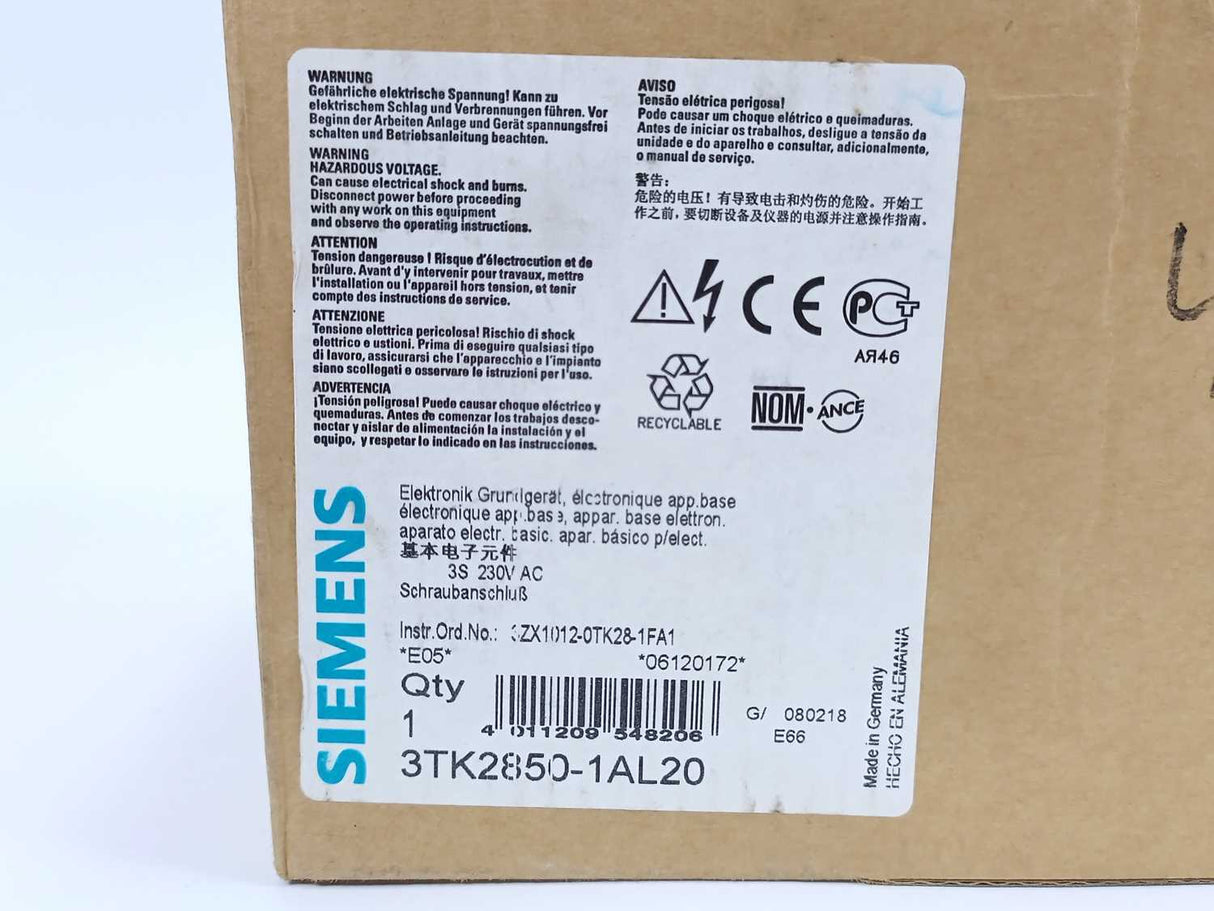 WARNUNG
Gefährliche elektrische Spannung! Kann zu
elektrischem Schlag und Verbrennungen führen. Vor
Beginn der Arbeiten Anlage und Gerät spannungsfrei
schalten und Betriebsanleitung beachten.
WARNING
HAZARDOUS VOLTAGE.
Can cause electrical shock and burns.
Disconnect power before proceeding
with any work on this equipment
and observe the operating instructions.
ATTENTION
Tension dangereuse ! Risque d'électrocution et de
brûlure. Avant d'y intervenir pour travaux, mettre
l'installation ou l'appareil hors tension, et tenir
compte des instructions de service.
ATTENZIONE
Tensione elettrica pericolosa! Rischio di shock
elettrico e ustioni. Prima di eseguire qualsiasi tipo
di lavoro, assicurarsi che l'apparecchio e l'impianto
siano scollegati e osservare le istruzioni per l'uso.
ADVERTENCIA
¡Tensión peligrosa! Puede causar choque eléctrico y
quemaduras. Antes de comenzar los trabajos desco-
nectar y aislar de alimentación la instalación y el
equipo, y respetar lo indicado en las instrucciones.
AVISO
Tensão elétrica perigosa!
Pode causar um choque elétrico e queimaduras.
Antes de iniciar os trabalhos, desligue a tensão da
unidade e do aparelho e consultar, adicionalmente,
o manual de serviço.
警告：
危险的电压！有导致电击和灼伤的危险。开始工
作之前，要切断设备及仪器的电源并注意操作指南。
CE
PCT
АЯ46
RECYCLABLE
NOM·ANCE
SIEMENS
Elektronik Grundgerät, électronique app.base
électronique app.base, appar. base elettron.
aparato electr. basic. apar. básico p/elect.
基本电子元件
3S 230V AC
Schraubanschluß
Instr.Ord.No.: 3ZX1012-0TK28-1FA1
*E05* *06120172*
Qty
1
4 011209 548206
G/ 080218
E66
3TK2850-1AL20
Made in Germany
HECHO EN ALEMANIA